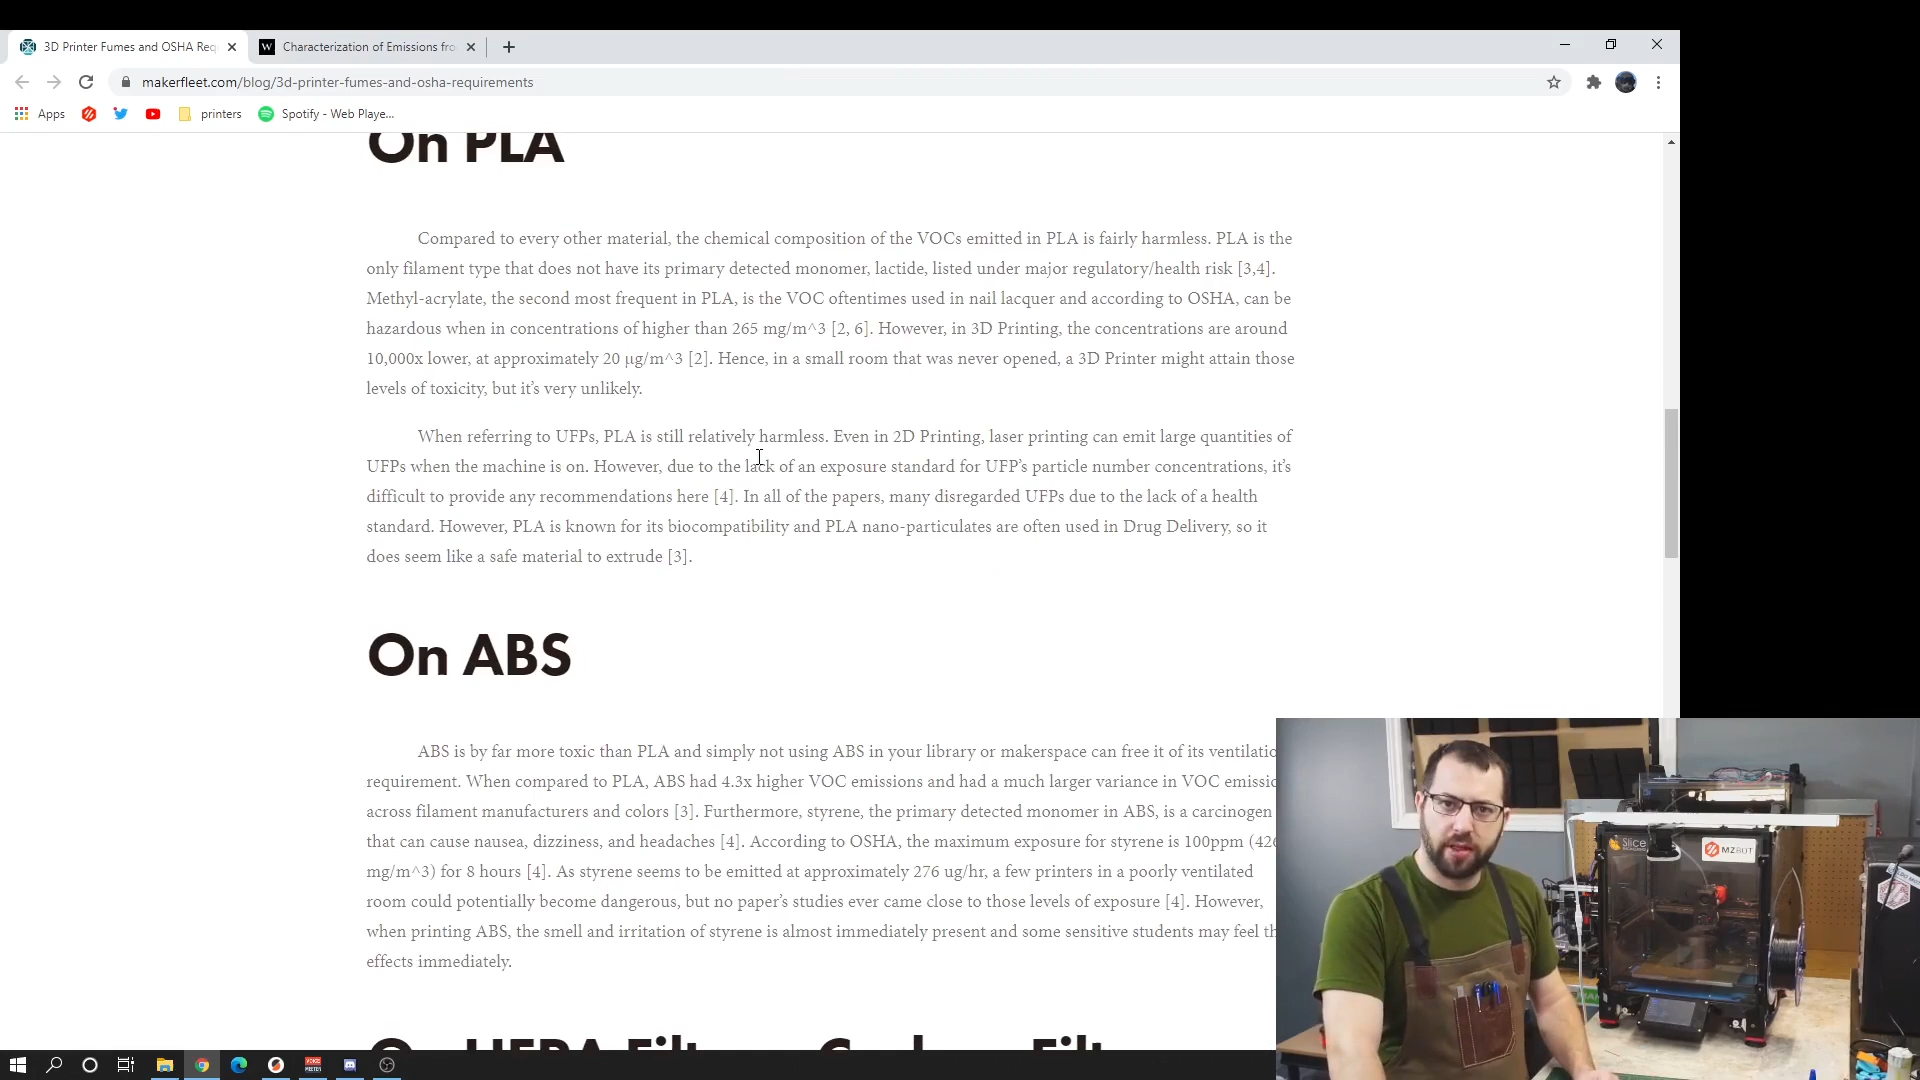 3D Printer Fumes and OSHA Req
Characterization of Emissions fro
makerfleet.com/blog/3d-printer-fumes-and-osha-requirements
Apps
printers
Spotify - Web Playe...
On PLA
Compared to every other material, the chemical composition of the VOCs emitted in PLA is fairly harmless. PLA is the
only filament type that does not have its primary detected monomer, lactide, listed under major regulatory/health risk [3,4].
Methyl-acrylate, the second most frequent in PLA, is the VOC oftentimes used in nail lacquer and according to OSHA, can be
hazardous when in concentrations of higher than 265 mg/m^3 [2, 6]. However, in 3D Printing, the concentrations are around
10,000x lower, at approximately 20 μg/m^3 [2]. Hence, in a small room that was never opened, a 3D Printer might attain those
levels of toxicity, but it's very unlikely.
When referring to UFPs, PLA is still relatively harmless. Even in 2D Printing, laser printing can emit large quantities of
UFPs when the machine is on. However, due to the lack of an exposure standard for UFP's particle number concentrations, it's
difficult to provide any recommendations here [4]. In all of the papers, many disregarded UFPs due to the lack of a health
standard. However, PLA is known for its biocompatibility and PLA nano-particulates are often used in Drug Delivery, so it
does seem like a safe material to extrude [3].
On ABS
ABS is by far more toxic than PLA and simply not using ABS in your library or makerspace can free it of its ventilatio
requirement. When compared to PLA, ABS had 4.3x higher VOC emissions and had a much larger variance in VOC emissio
across filament manufacturers and colors [3]. Furthermore, styrene, the primary detected monomer in ABS, is a carcinogen
that can cause nausea, dizziness, and headaches [4]. According to OSHA, the maximum exposure for styrene is 100ppm (426
mg/m^3) for 8 hours [4]. As styrene seems to be emitted at approximately 276 ug/hr, a few printers in a poorly ventilated
room could potentially become dangerous, but no paper's studies ever came close to those levels of exposure [4]. However,
when printing ABS, the smell and irritation of styrene is almost immediately present and some sensitive students may feel th
effects immediately.
Slice
M2BOT